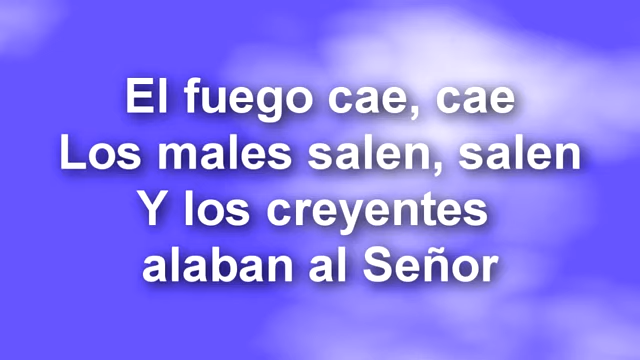 El fuego cae, cae
Los males salen, salen
Y los creyentes
alaban al Señor